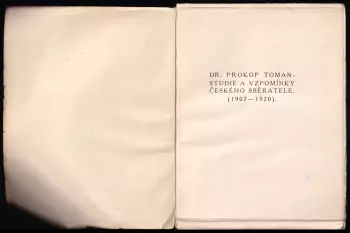 DR. PROKOP TOMAN:
STUDIE A VZPOMÍNKY
ČESKÉHO SBĚRATELE.
(1907—1920).